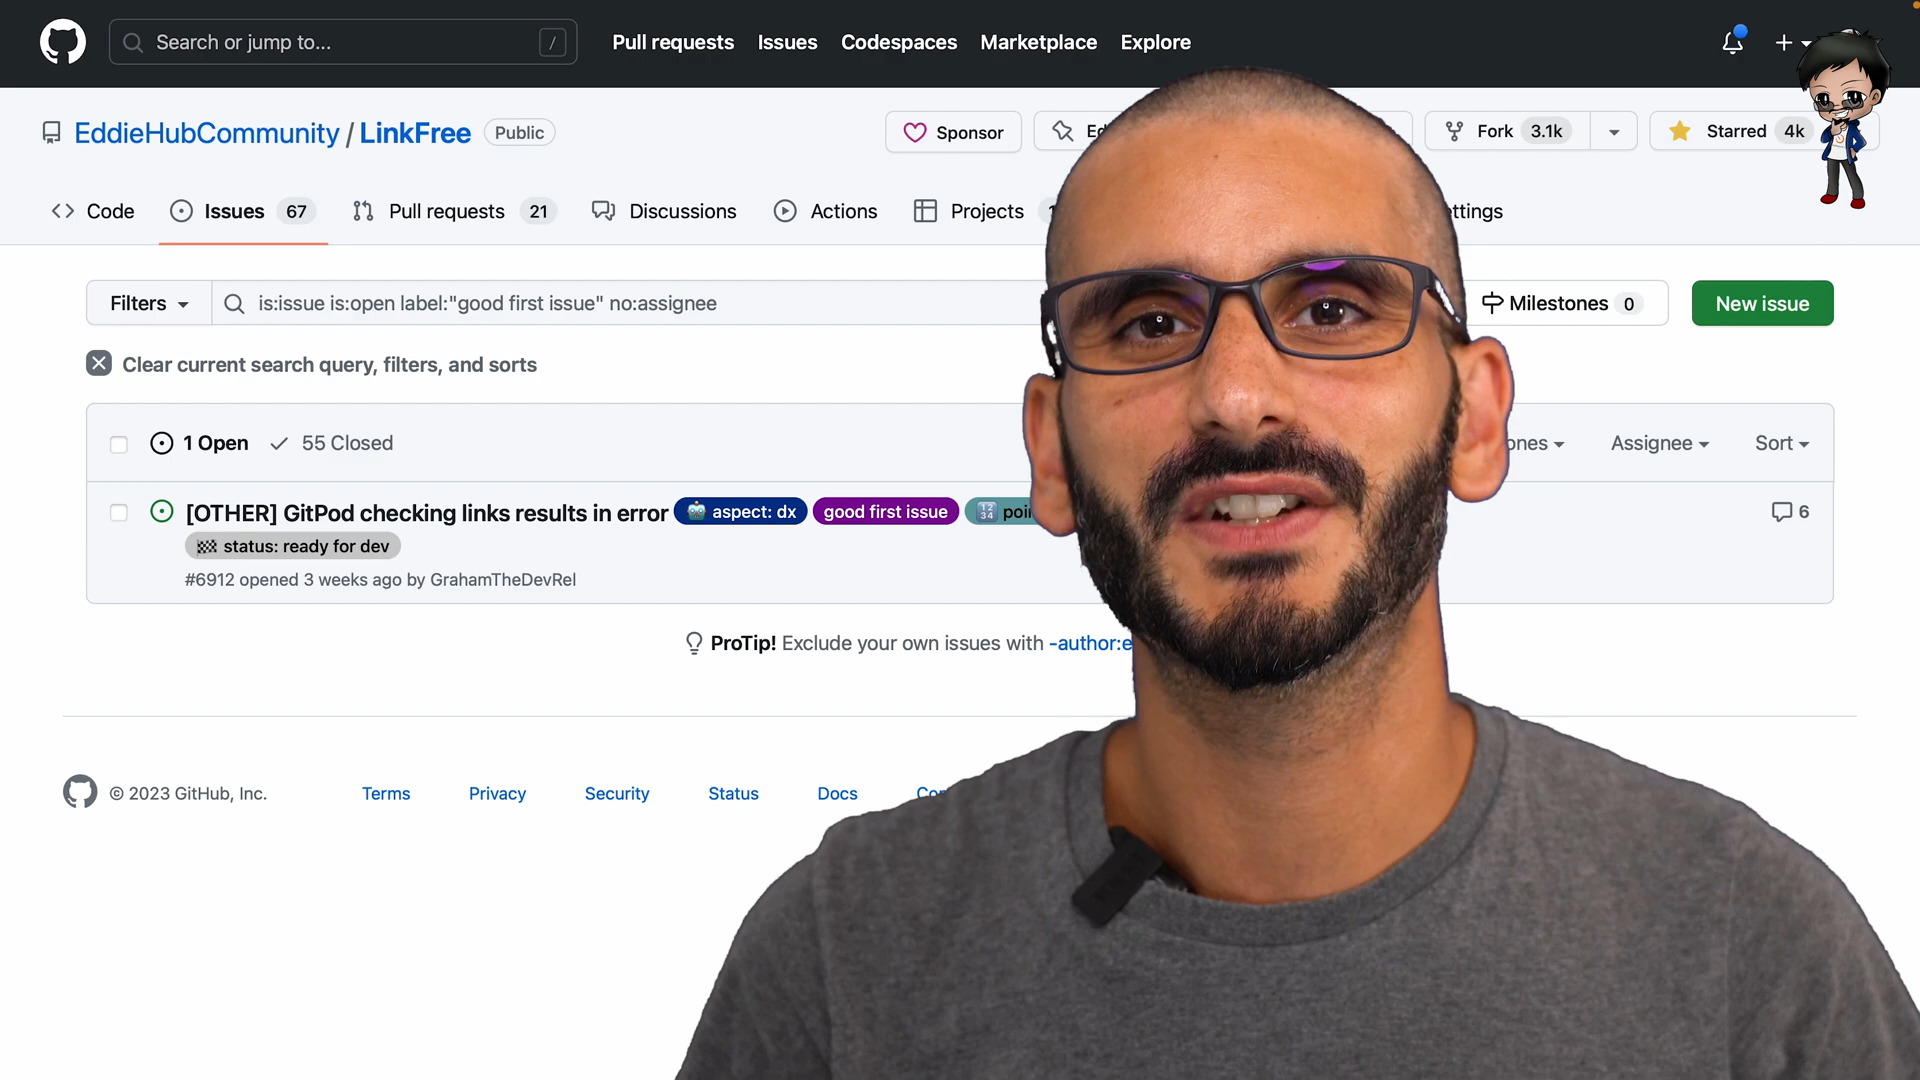 Search or jump to... /
Pull requests Issues Codespaces Marketplace Explore
EddieHubCommunity / LinkFree Public
Sponsor
Fork 3.1k
Starred 4k
Code
Issues 67
Pull requests 21
Discussions
Actions
Projects
ttings
Filters
is:issue is:open label:"good first issue" no:assignee
Milestones 0
New issue
Clear current search query, filters, and sorts
1 Open 55 Closed
ones Assignee Sort
[OTHER] GitPod checking links results in error aspect: dx good first issue
6
status: ready for dev
#6912 opened 3 weeks ago by GrahamTheDevRel
ProTip! Exclude your own issues with -author:e
© 2023 GitHub, Inc. Terms Privacy Security Status Docs